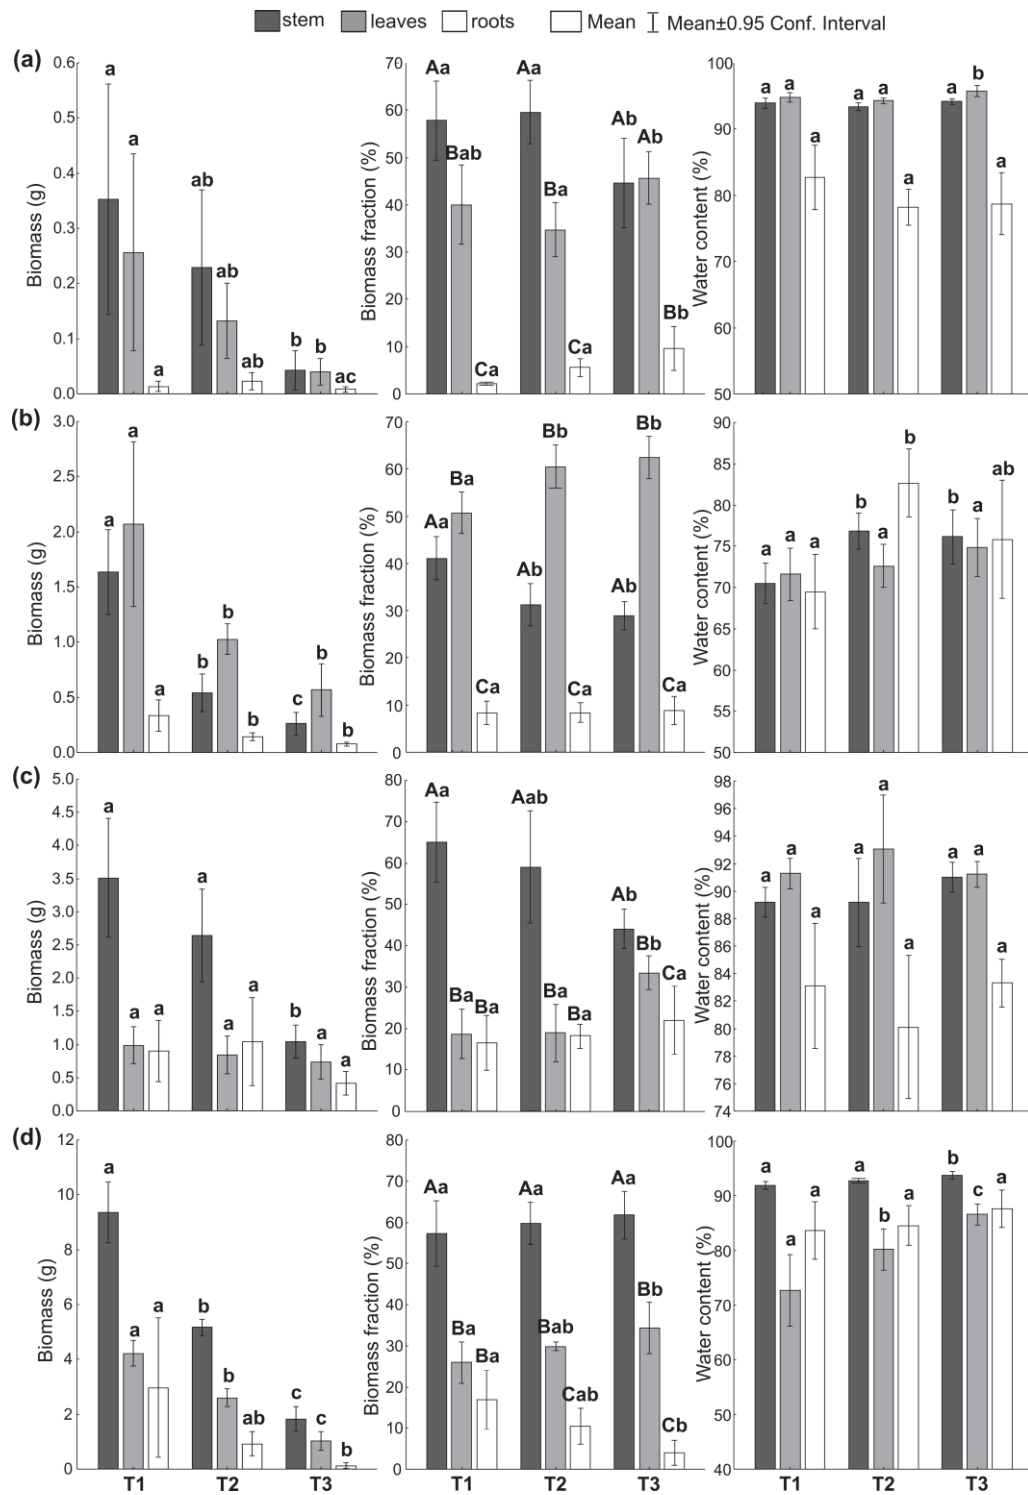 stem leaves roots Mean Mean±0.95 Conf. Interval
(a)
Biomass (g)
0.6
0.5
0.4
0.3
0.2
0.1
0.0
a a a
ab ab ab
b b ac
Biomass fraction (%)
70
60
50
40
30
20
10
0
Aa Bab Ca
Aa Ba Ca
Ab Ab Bb
Water content (%)
100
90
80
70
60
50
a a a
a a a
a b a
(b)
Biomass (g)
3.0
2.5
2.0
1.5
1.0
0.5
0.0
a a a
b b b
c b b
Biomass fraction (%)
70
60
50
40
30
20
10
0
Aa Ba Ca
Ab Bb Ca
Ab Bb Ca
Water content (%)
90
85
80
75
70
65
60
55
50
a a a
b a b
b a ab
(c)
Biomass (g)
5.0
4.5
4.0
3.5
3.0
2.5
2.0
1.5
1.0
0.5
0.0
a a a
a a a
b a a
Biomass fraction (%)
80
70
60
50
40
30
20
10
0
Aa Ba Ba
Aab Ba Ba
Ab Bb Ca
Water content (%)
98
96
94
92
90
88
86
84
82
80
78
76
74
a a a
a a a
a a a
(d)
Biomass (g)
12
10
8
6
4
2
0
a a a
b b ab
c c b
T1 T2 T3
Biomass fraction (%)
80
70
60
50
40
30
20
10
0
Aa Ba Ba
Aa Bab Cab
Aa Bb Cb
T1 T2 T3
Water content (%)
100
90
80
70
60
50
40
a a a
a b a
b c a
T1 T2 T3